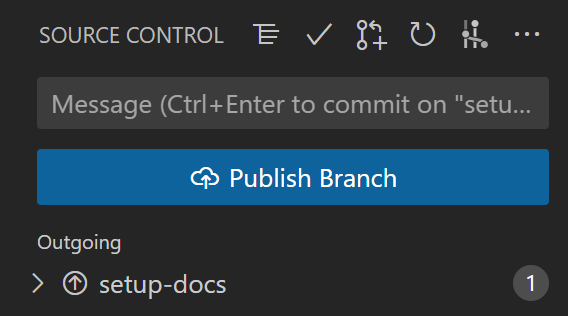 SOURCE CONTROL
Message (Ctrl+Enter to commit on "setu...
Publish Branch
Outgoing
setup-docs 1